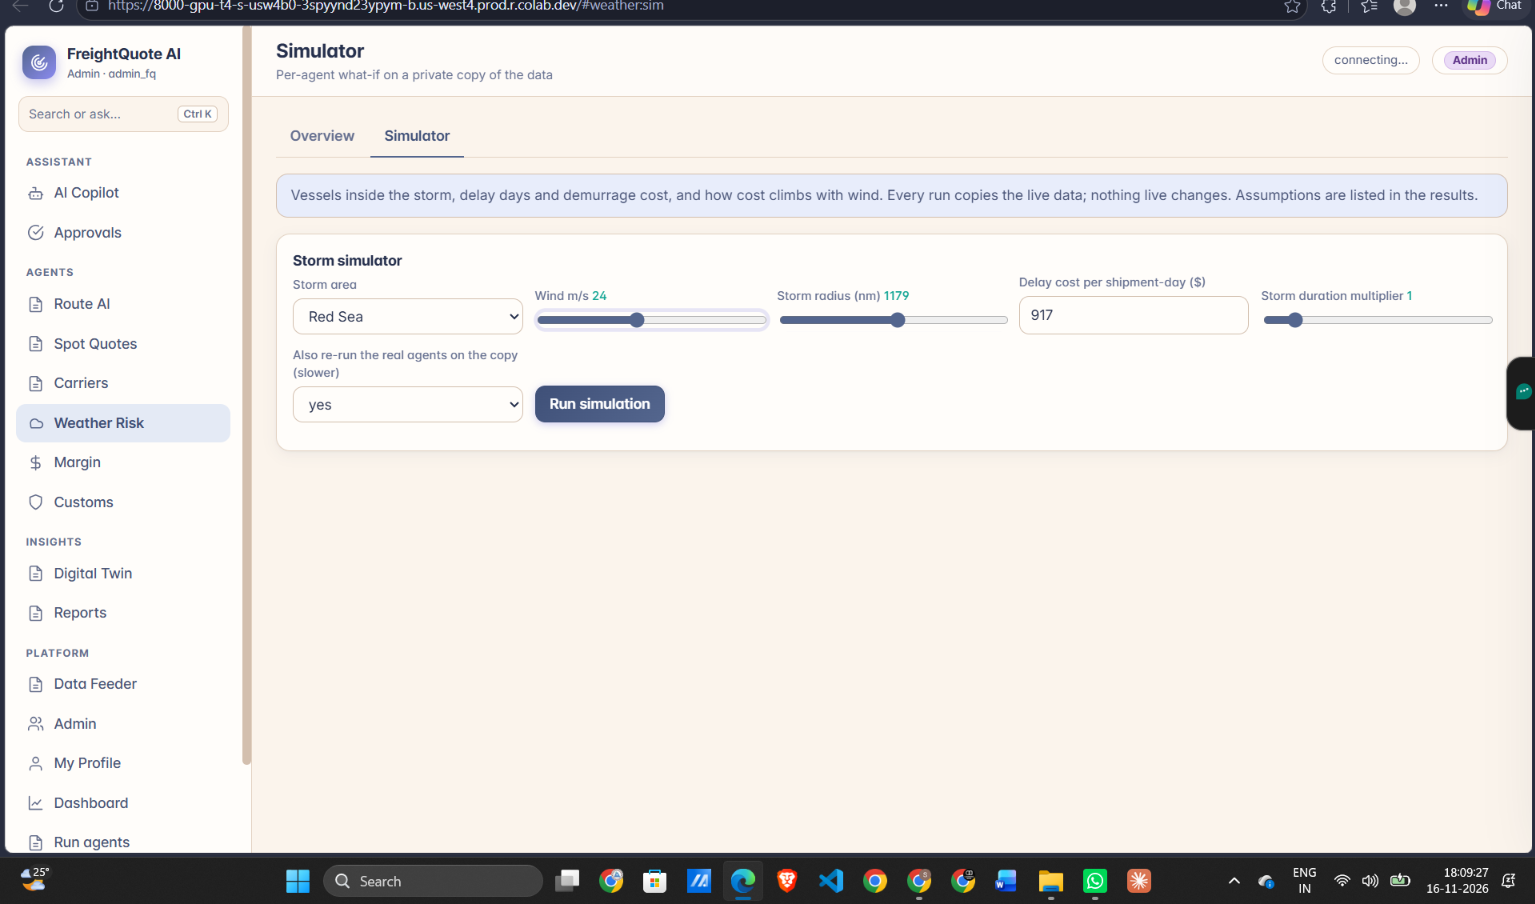 https://8000-gpu-t4-s-usw4b0-3spyynd23ypym-b.us-west4.prod.r.colab.dev/#weather:sim
Chat
FreightQuote AI
Admin · admin_fq
Search or ask...
Ctrl K
ASSISTANT
AI Copilot
Approvals
AGENTS
Route AI
Spot Quotes
Carriers
Weather Risk
Margin
Customs
INSIGHTS
Digital Twin
Reports
PLATFORM
Data Feeder
Admin
My Profile
Dashboard
Run agents
Simulator
Per-agent what-if on a private copy of the data
connecting...
Admin
Overview
Simulator
Vessels inside the storm, delay days and demurrage cost, and how cost climbs with wind. Every run copies the live data; nothing live changes. Assumptions are listed in the results.
Storm simulator
Storm area
Red Sea
Wind m/s 24
Storm radius (nm) 1179
Delay cost per shipment-day ($)
917
Storm duration multiplier 1
Also re-run the real agents on the copy
(slower)
yes
Run simulation
25°
Search
ENG
IN
18:09:27
16-11-2026